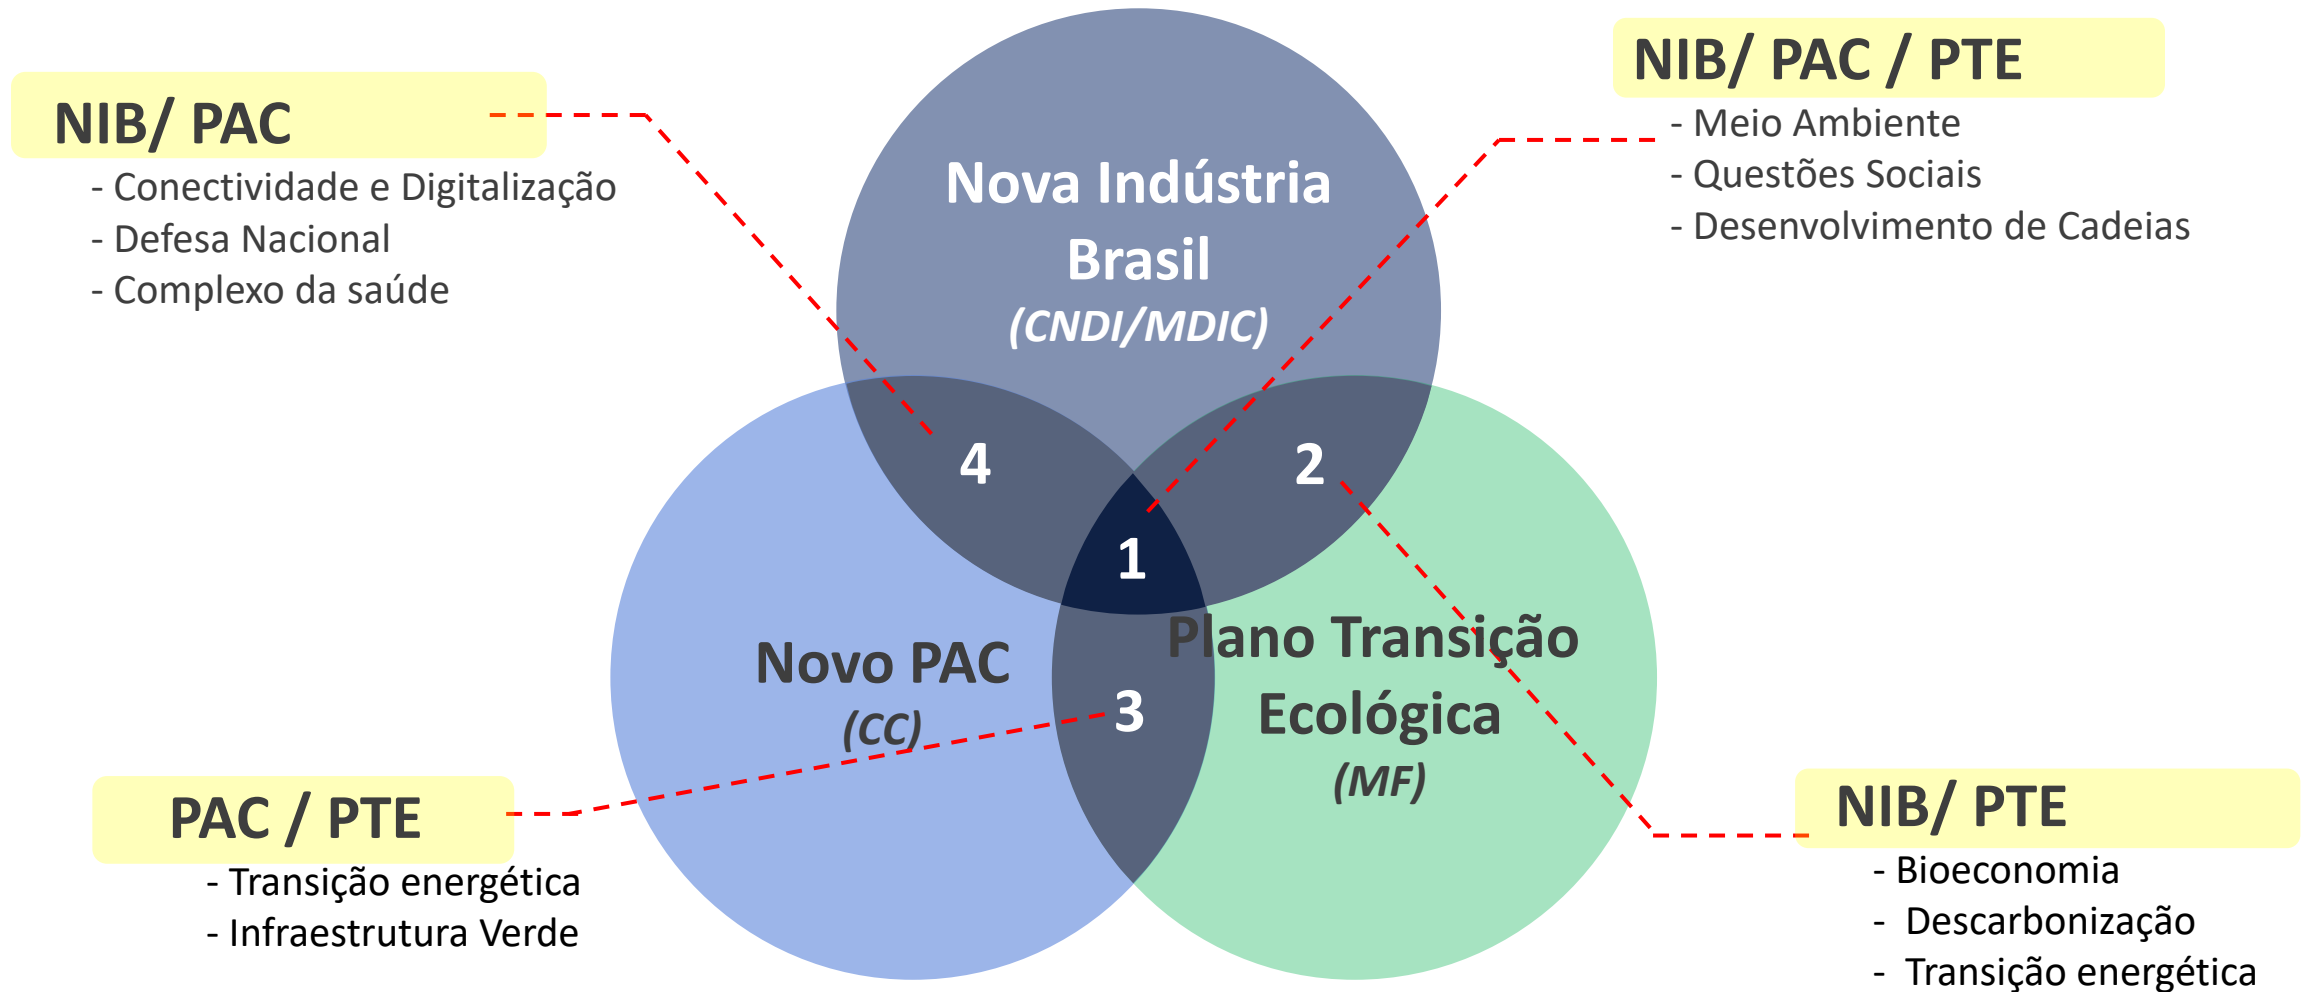 NIB/ PAC
- Conectividade e Digitalização
- Defesa Nacional
- Complexo da saúde
NIB/ PAC / PTE
- Meio Ambiente
- Questões Sociais
- Desenvolvimento de Cadeias
Nova Indústria
Brasil
(CNDI/MDIC)
4
2
1
3
Novo PAC
(CC)
Plano Transição
Ecológica
(MF)
PAC / PTE
- Transição energética
- Infraestrutura Verde
NIB/ PTE
- Bioeconomia
- Descarbonização
- Transição energética